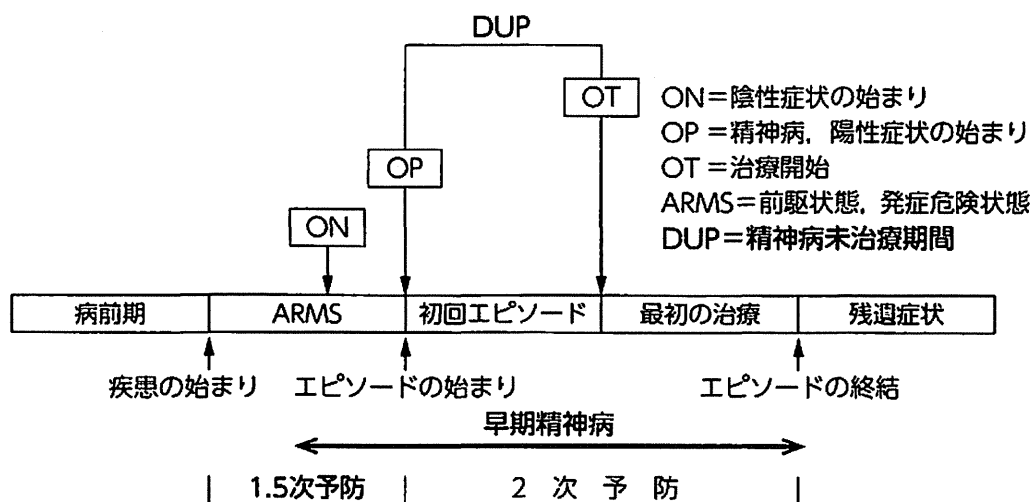 DUP
OT
OP
ON
ON=陰性症状の始まり
OP=精神病，陽性症状の始まり
OT=治療開始
ARMS=前駆状態，発症危険状態
DUP=精神病未治療期間
病前期 ARMS 初回エピソード 最初の治療 残遺症状
疾患の始まり エピソードの始まり エピソードの終結
早期精神病
1.5次予防 2次予防